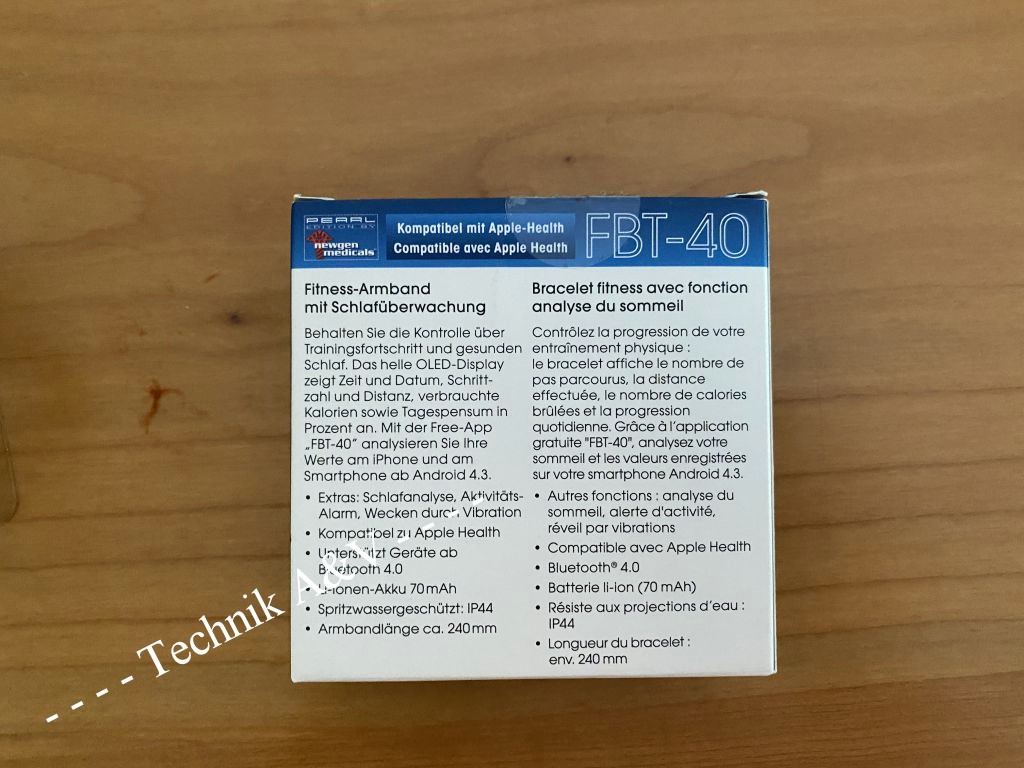 PEARL
EDITION BY
newgen
medicals
Kompatibel mit Apple-Health
Compatible avec Apple Health
FBT-40
Fitness-Armband
mit Schlafüberwachung
Behalten Sie die Kontrolle über
Trainingsfortschritt und gesunden
Schlaf. Das helle OLED-Display
zeigt Zeit und Datum, Schritt-
zahl und Distanz, verbrauchte
Kalorien sowie Tagespensum in
Prozent an. Mit der Free-App
„FBT-40” analysieren Sie Ihre
Werte am iPhone und am
Smartphone ab Android 4.3.
• Extras: Schlafanalyse, Aktivitäts-
Alarm, Wecken durch Vibration
• Kompatibel zu Apple Health
• Unterstützt Geräte ab
Bluetooth 4.0
• Li-Ionen-Akku 70 mAh
• Spritzwassergeschützt: IP44
• Armbandlänge ca. 240 mm
Bracelet fitness avec fonction
analyse du sommeil
Contrôlez la progression de votre
entraînement physique :
le bracelet affiche le nombre de
pas parcourus, la distance
effectuée, le nombre de calories
brûlées et la progression
quotidienne. Grâce à l'application
gratuite "FBT-40", analysez votre
sommeil et les valeurs enregistrées
sur votre smartphone Android 4.3.
• Autres fonctions : analyse du
sommeil, alerte d'activité,
réveil par vibrations
• Compatible avec Apple Health
• Bluetooth® 4.0
• Batterie li-ion (70 mAh)
• Résiste aux projections d'eau :
IP44
• Longueur du bracelet :
env. 240 mm
- - - - Technik A&V - - - -